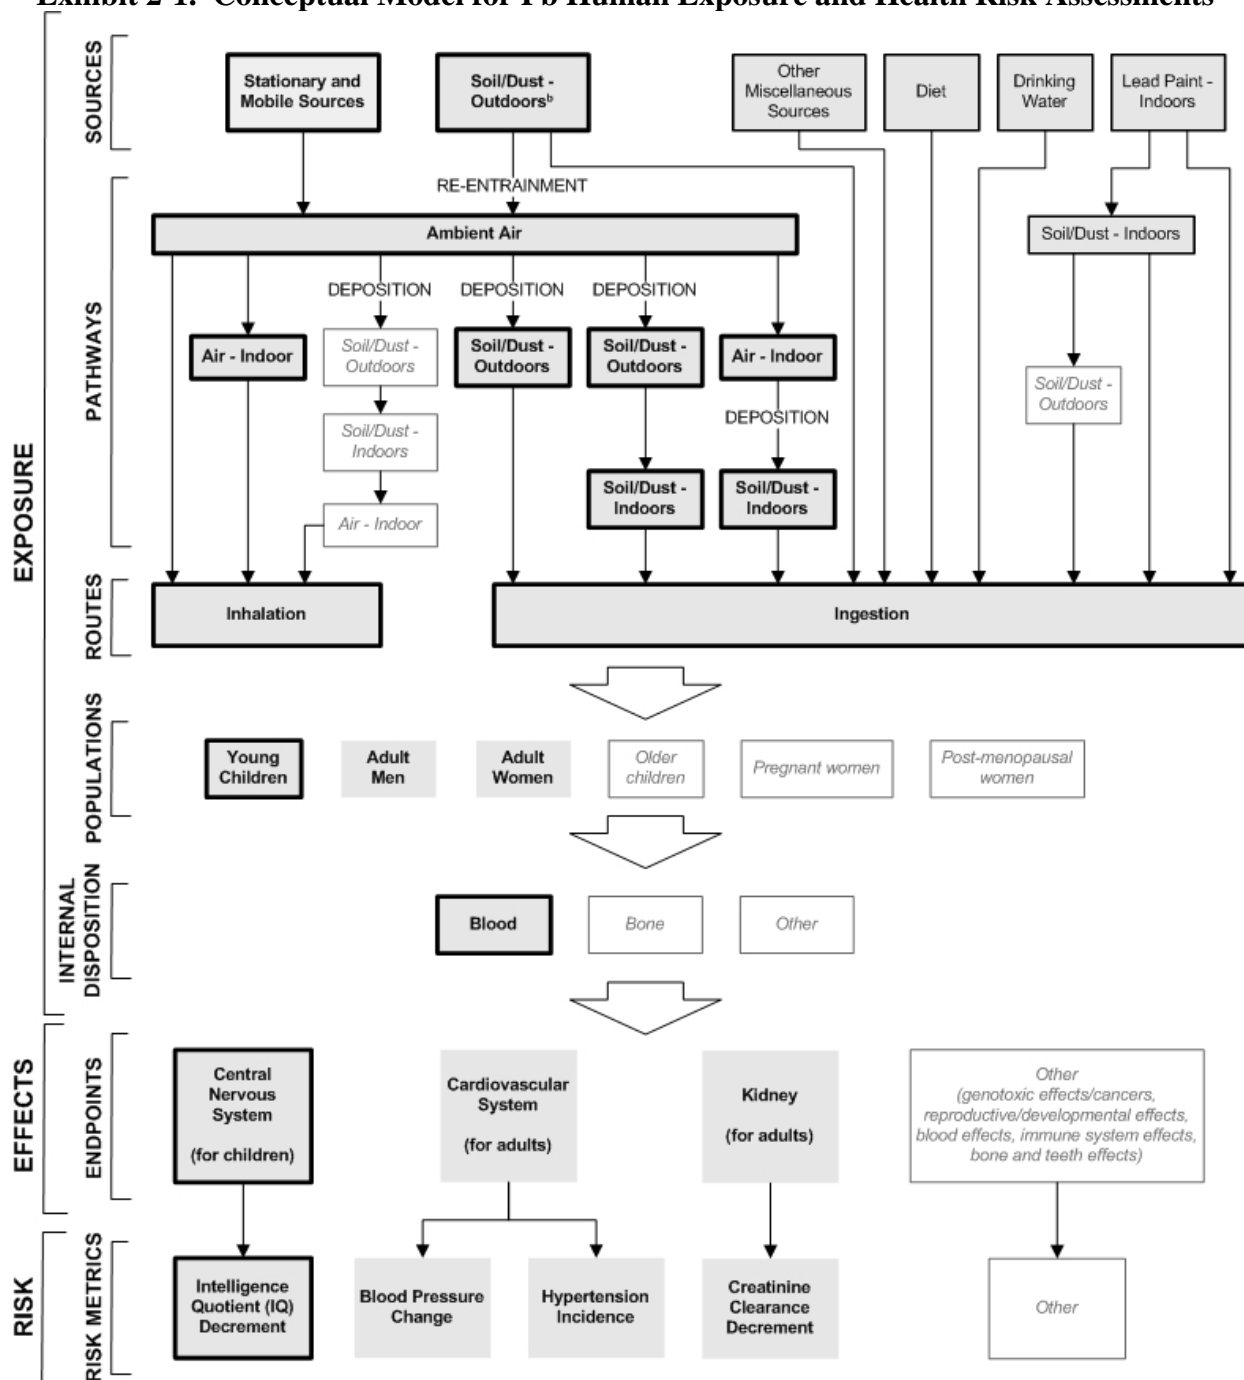 Exhibit 2-1. Conceptual Model for Pb Human Exposure and Health Risk Assessments
EXPOSURE
SOURCES
Stationary and
Mobile Sources
Soil/Dust -
Outdoorsᵇ
Other
Miscellaneous
Sources
Diet
Drinking
Water
Lead Paint -
Indoors
PATHWAYS
RE-ENTRAINMENT
Ambient Air
Soil/Dust - Indoors
DEPOSITION
DEPOSITION
DEPOSITION
Air - Indoor
Soil/Dust -
Outdoors
Soil/Dust -
Outdoors
Soil/Dust -
Outdoors
Air - Indoor
Soil/Dust -
Outdoors
Soil/Dust -
Indoors
DEPOSITION
Air - Indoor
Soil/Dust -
Indoors
Soil/Dust -
Indoors
ROUTES
Inhalation
Ingestion
POPULATIONS
Young
Children
Adult
Men
Adult
Women
Older
children
Pregnant women
Post-menopausal
women
INTERNAL
DISPOSITION
Blood
Bone
Other
EFFECTS
ENDPOINTS
Central
Nervous
System
(for children)
Cardiovascular
System
(for adults)
Kidney
(for adults)
Other
(genotoxic effects/cancers,
reproductive/developmental effects,
blood effects, immune system effects,
bone and teeth effects)
RISK
RISK METRICS
Intelligence
Quotient (IQ)
Decrement
Blood Pressure
Change
Hypertension
Incidence
Creatinine
Clearance
Decrement
Other